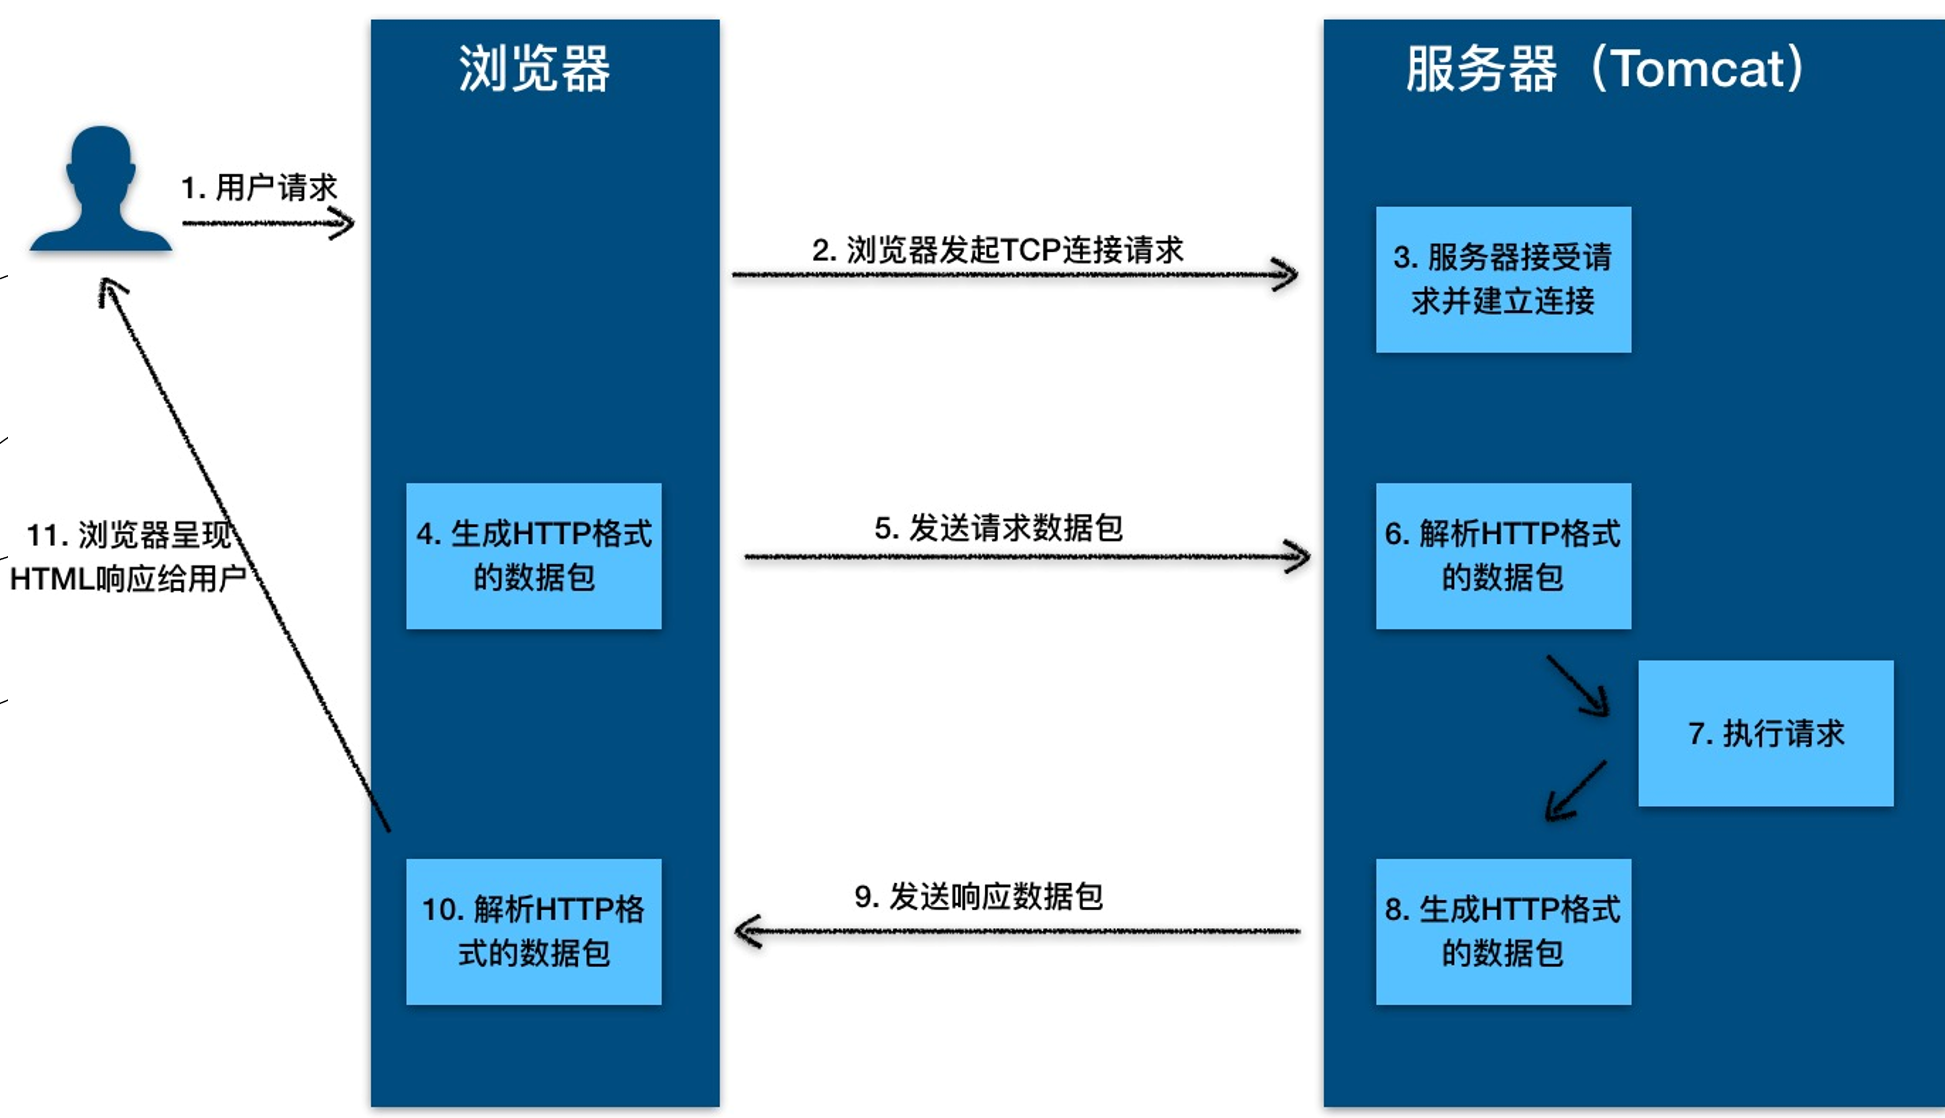 浏览器
服务器（Tomcat）
1. 用户请求
2. 浏览器发起TCP连接请求
3. 服务器接受请
求并建立连接
4. 生成HTTP格式
的数据包
5. 发送请求数据包
6. 解析HTTP格式
的数据包
7. 执行请求
8. 生成HTTP格式
的数据包
9. 发送响应数据包
10. 解析HTTP格
式的数据包
11. 浏览器呈现
HTML响应给用户